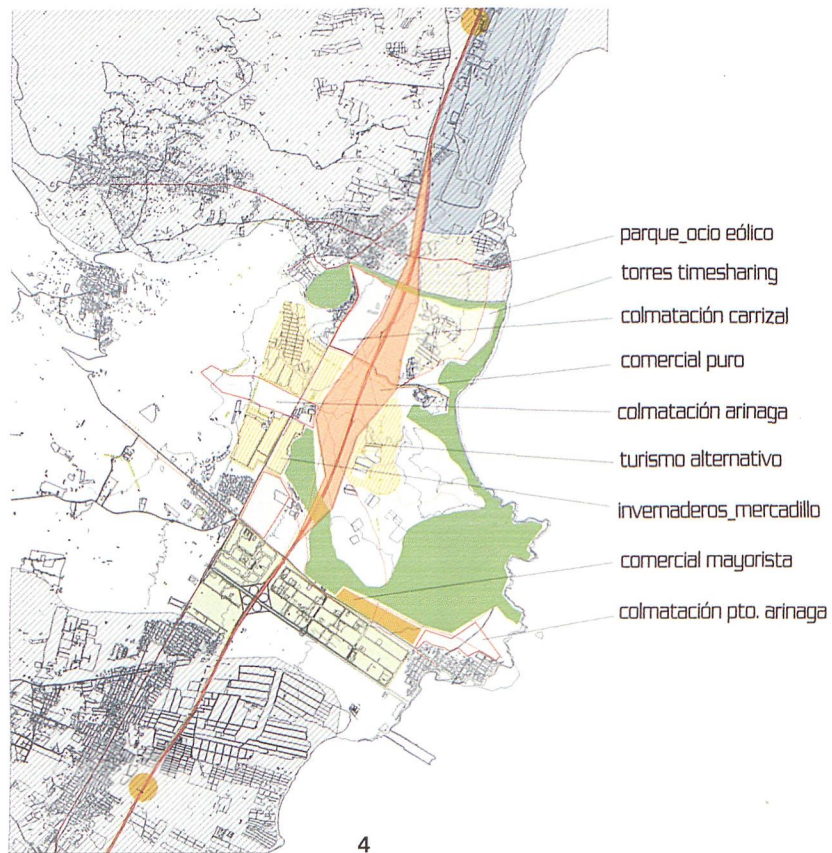 parque_ocio eólico
torres timesharing
colmatación carrizal
comercial puro
colmatación arinaga
turismo alternativo
invernaderos_mercadillo
comercial mayorista
colmatación pto. arinaga
4